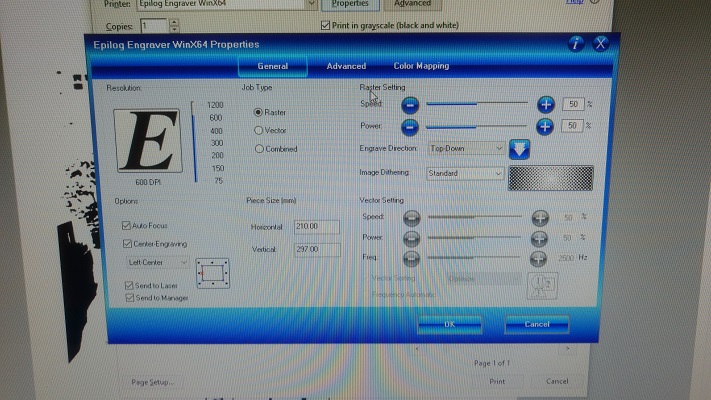 Printer: Epilog Engraver WinX64 Properties Advanced Help
Copies: 1 Print in grayscale (black and white)
Epilog Engraver WinX64 Properties
General Advanced Color Mapping
Resolution: Job Type Raster Setting
1200
600
400
300
200
150
75
600 DPI
Raster
Vector
Combined
Speed: 50 %
Power: 50 %
Engrave Direction: Top-Down
Image Dithering: Standard
Options
Auto Focus
Center-Engraving
Left-Center
Send to Laser
Send to Manager
Piece Size (mm)
Horizontal: 210.00
Vertical: 297.00
Vector Setting
Speed: 50 %
Power: 50 %
Freq.: 2500 Hz
Vector Sorting:
Frequency Automatic
OK Cancel
Page 1 of 1
Page Setup... Print Cancel